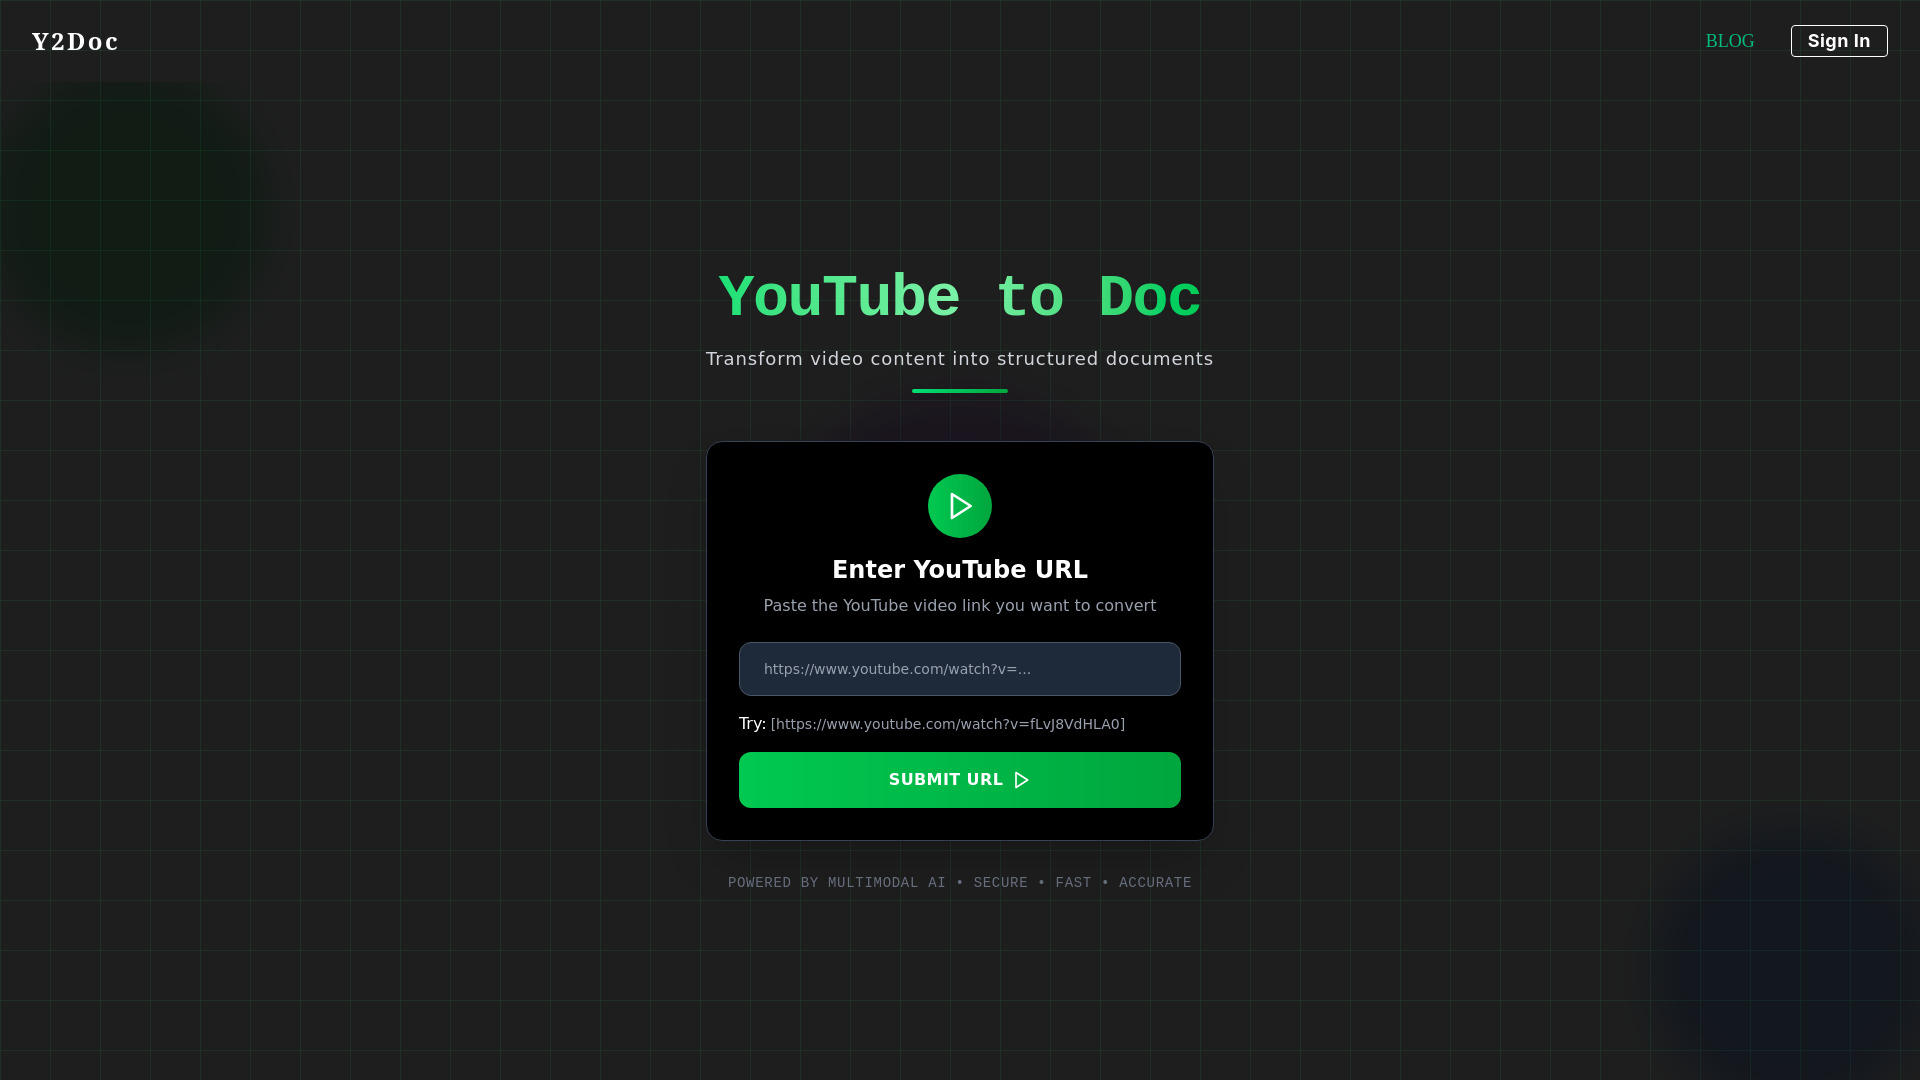 Y2Doc
BLOG
Sign In
YouTube to Doc
Transform video content into structured documents
Enter YouTube URL
Paste the YouTube video link you want to convert
https://www.youtube.com/watch?v=...
Try: [https://www.youtube.com/watch?v=fLvJ8VdHLA0]
SUBMIT URL
POWERED BY MULTIMODAL AI • SECURE • FAST • ACCURATE